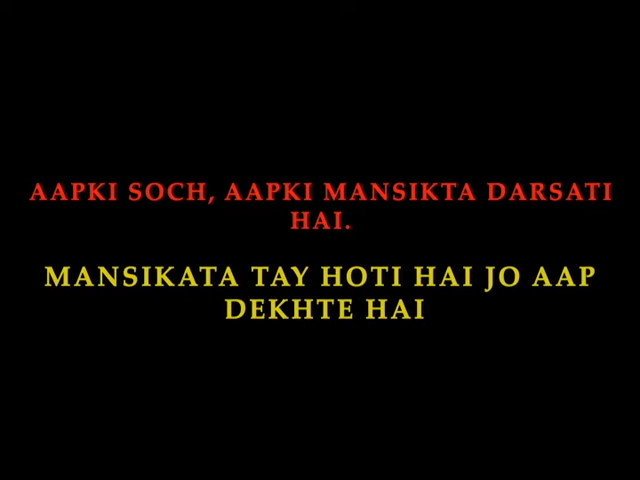 AAPKI SOCH, AAPKI MANSIKTA DARSATI
HAI.
MANSIKATA TAY HOTI HAI JO AAP
DEKHTE HAI